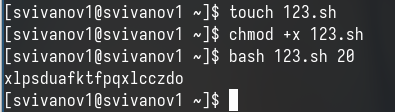 [svivanov1@svivanov1 ~]$ touch 123.sh
[svivanov1@svivanov1 ~]$ chmod +x 123.sh
[svivanov1@svivanov1 ~]$ bash 123.sh 20
xlpsduafktfpqxlcczdo
[svivanov1@svivanov1 ~]$